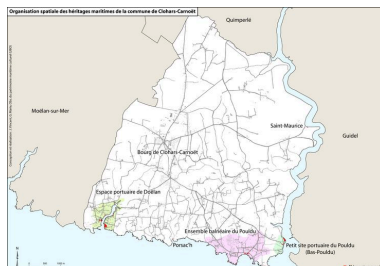 Organisation spatiale des héritages maritimes de la commune de Clohars-Carnoët
Quimperlé
Moëlan-sur-Mer
Saint-Maurice
Guidel
Bourg de Clohars-Carnoët
Espace portuaire de Doëlan
Ensemble balnéaire du Pouldu
Porsac'h
Petit site portuaire du Pouldu
(Bas-Pouldu)